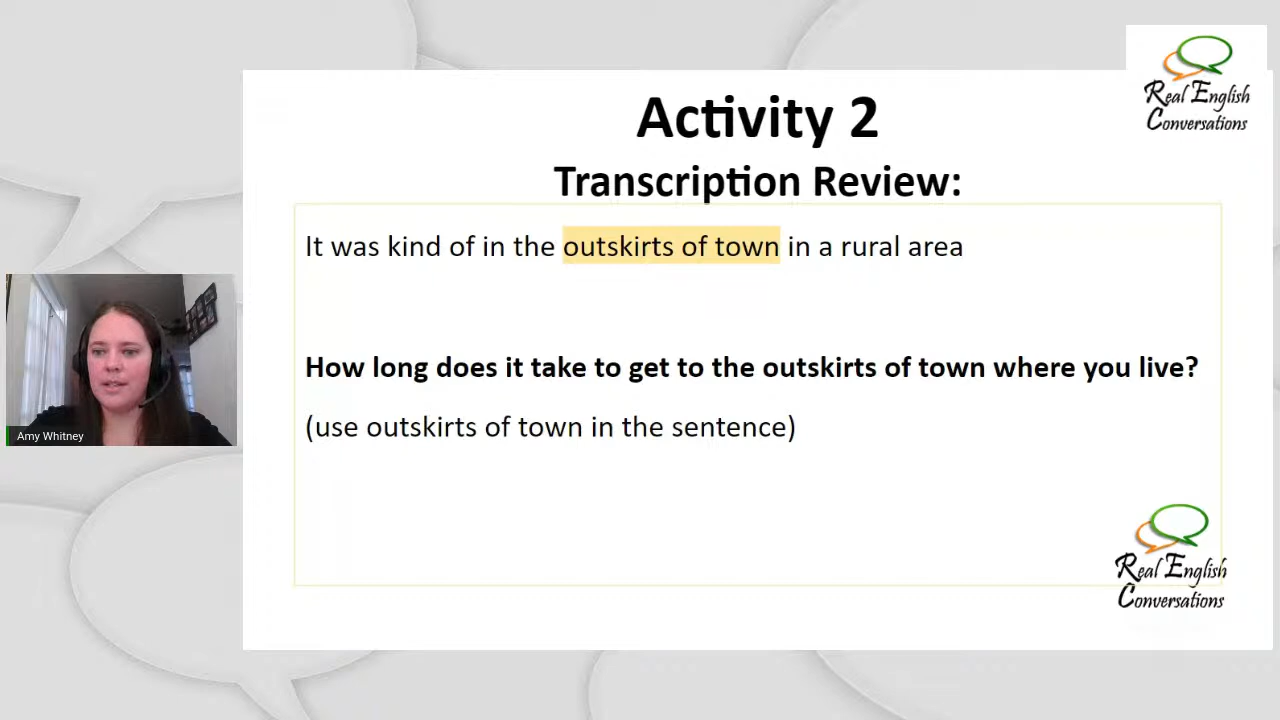 Real English
Conversations
Activity 2
Transcription Review:
It was kind of in the outskirts of town in a rural area
How long does it take to get to the outskirts of town where you live?
(use outskirts of town in the sentence)
Amy Whitney
Real English
Conversations